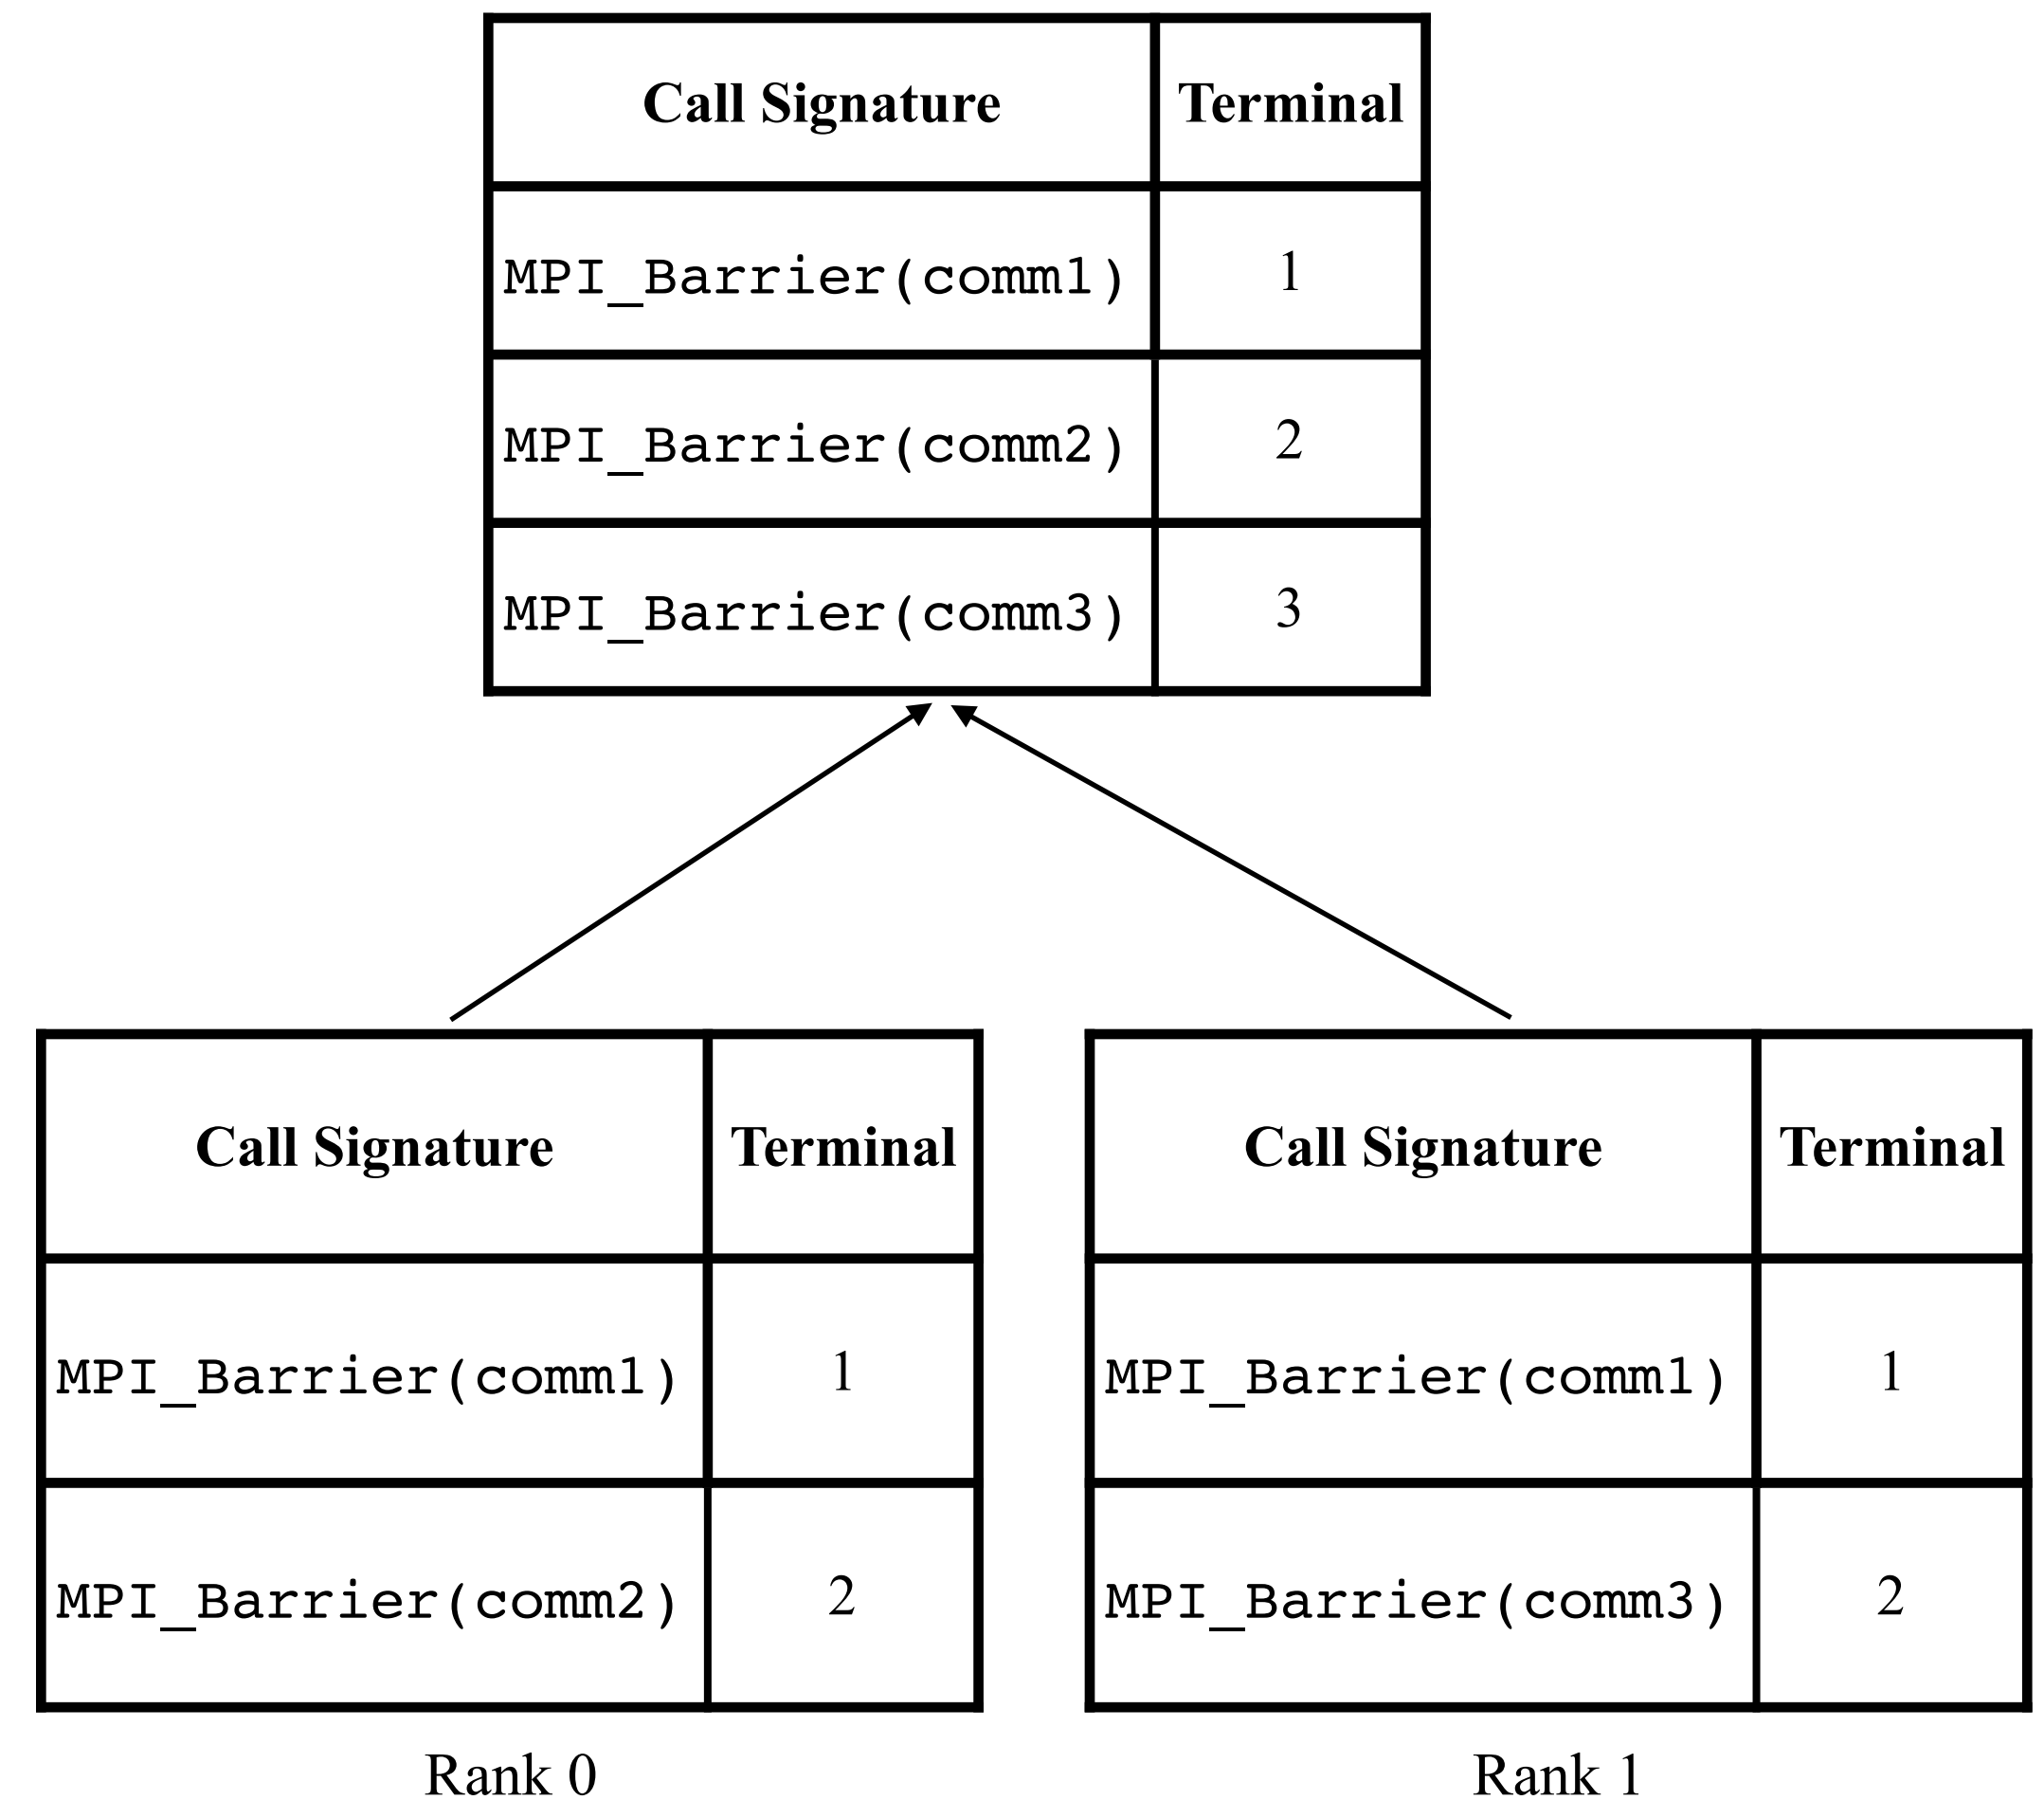 Call Signature Terminal
MPI_Barrier(comm1) 1
MPI_Barrier(comm2) 2
MPI_Barrier(comm3) 3
Call Signature Terminal
MPI_Barrier(comm1) 1
MPI_Barrier(comm2) 2
Rank 0
Call Signature Terminal
MPI_Barrier(comm1) 1
MPI_Barrier(comm3) 2
Rank 1